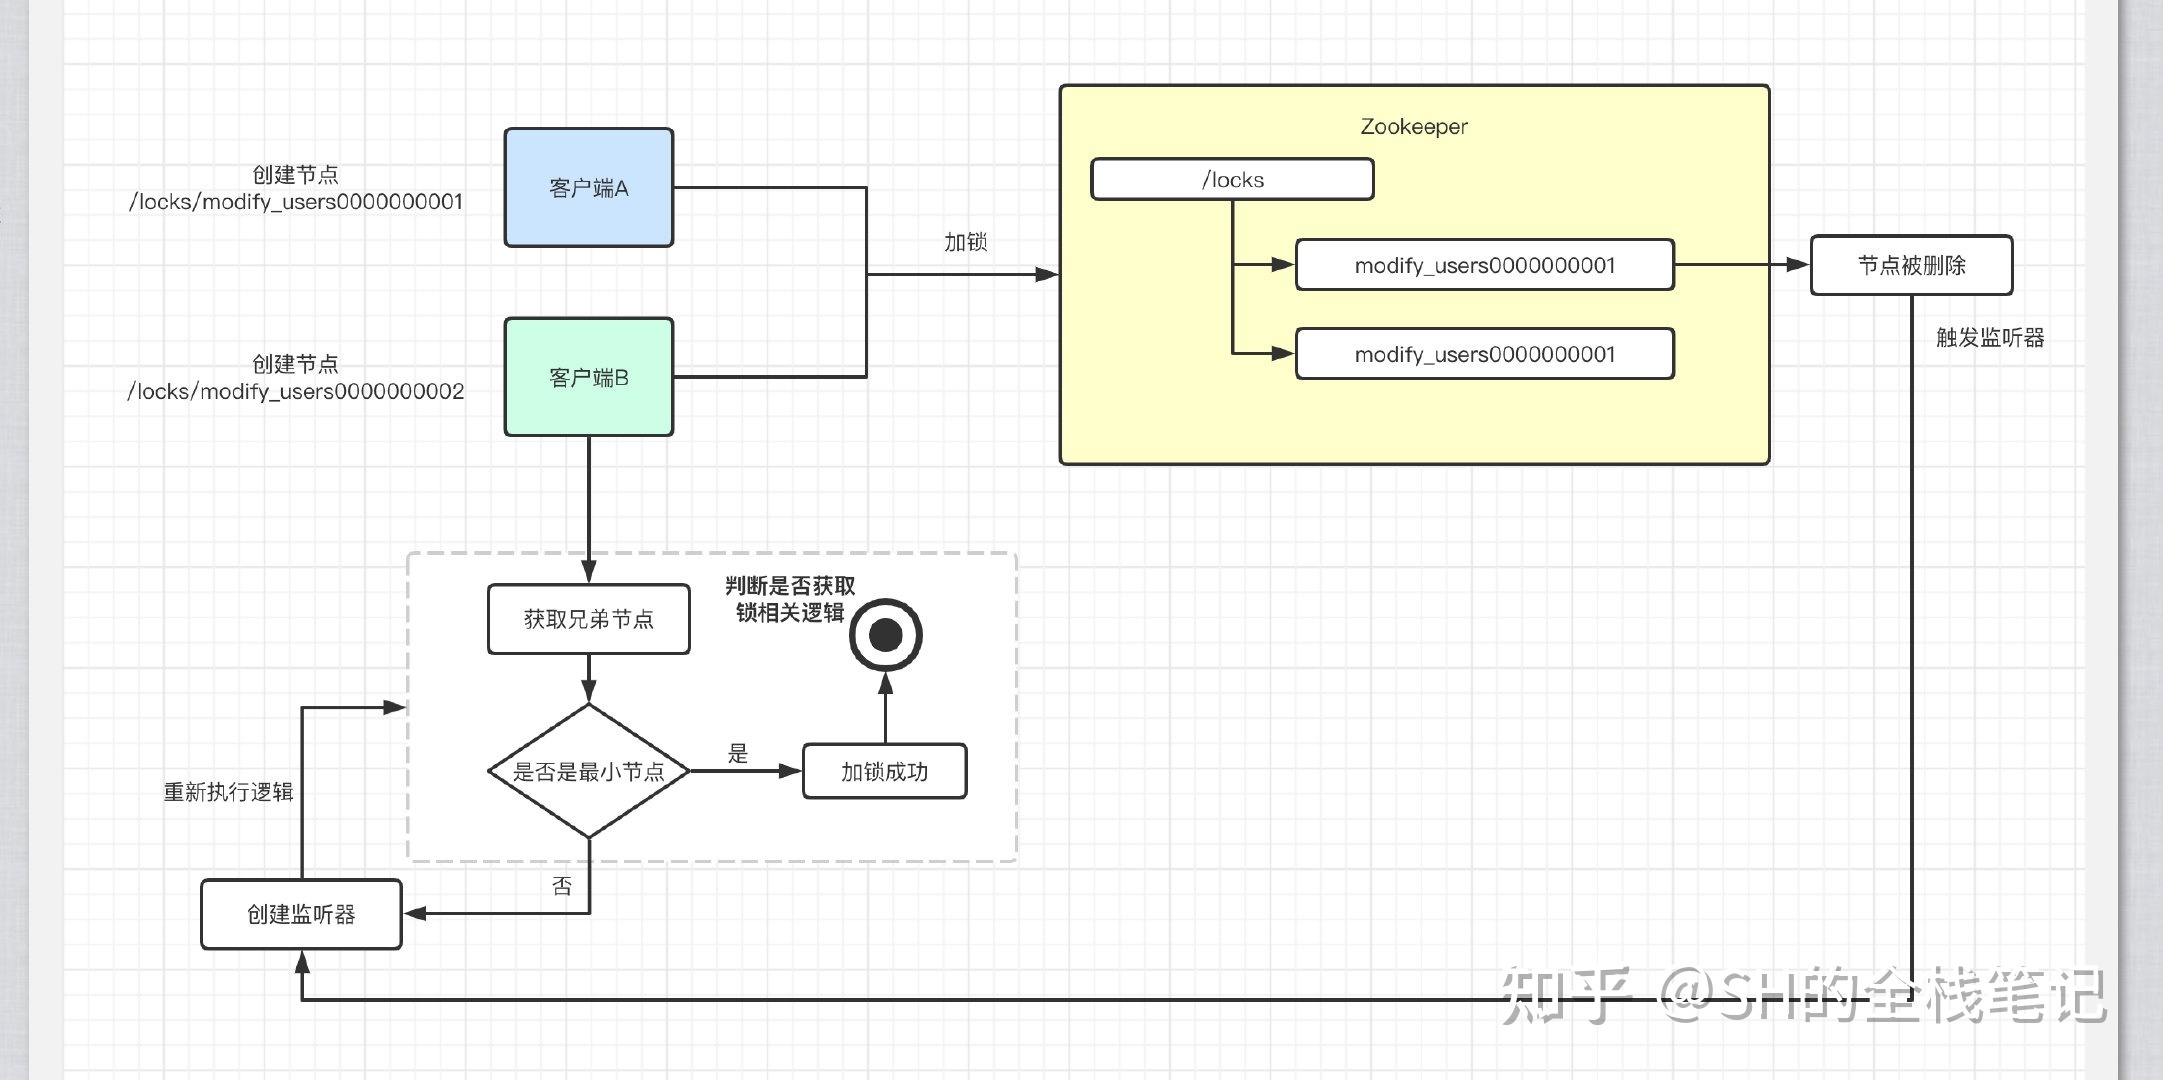 Zookeeper
创建节点
/locks/modify_users0000000001
客户端A
/locks
加锁
modify_users0000000001
节点被删除
触发监听器
modify_users0000000001
创建节点
/locks/modify_users0000000002
客户端B
判断是否获取
锁相关逻辑
获取兄弟节点
是否是最小节点
是
加锁成功
重新执行逻辑
否
创建监听器
知乎 @SH的全栈笔记